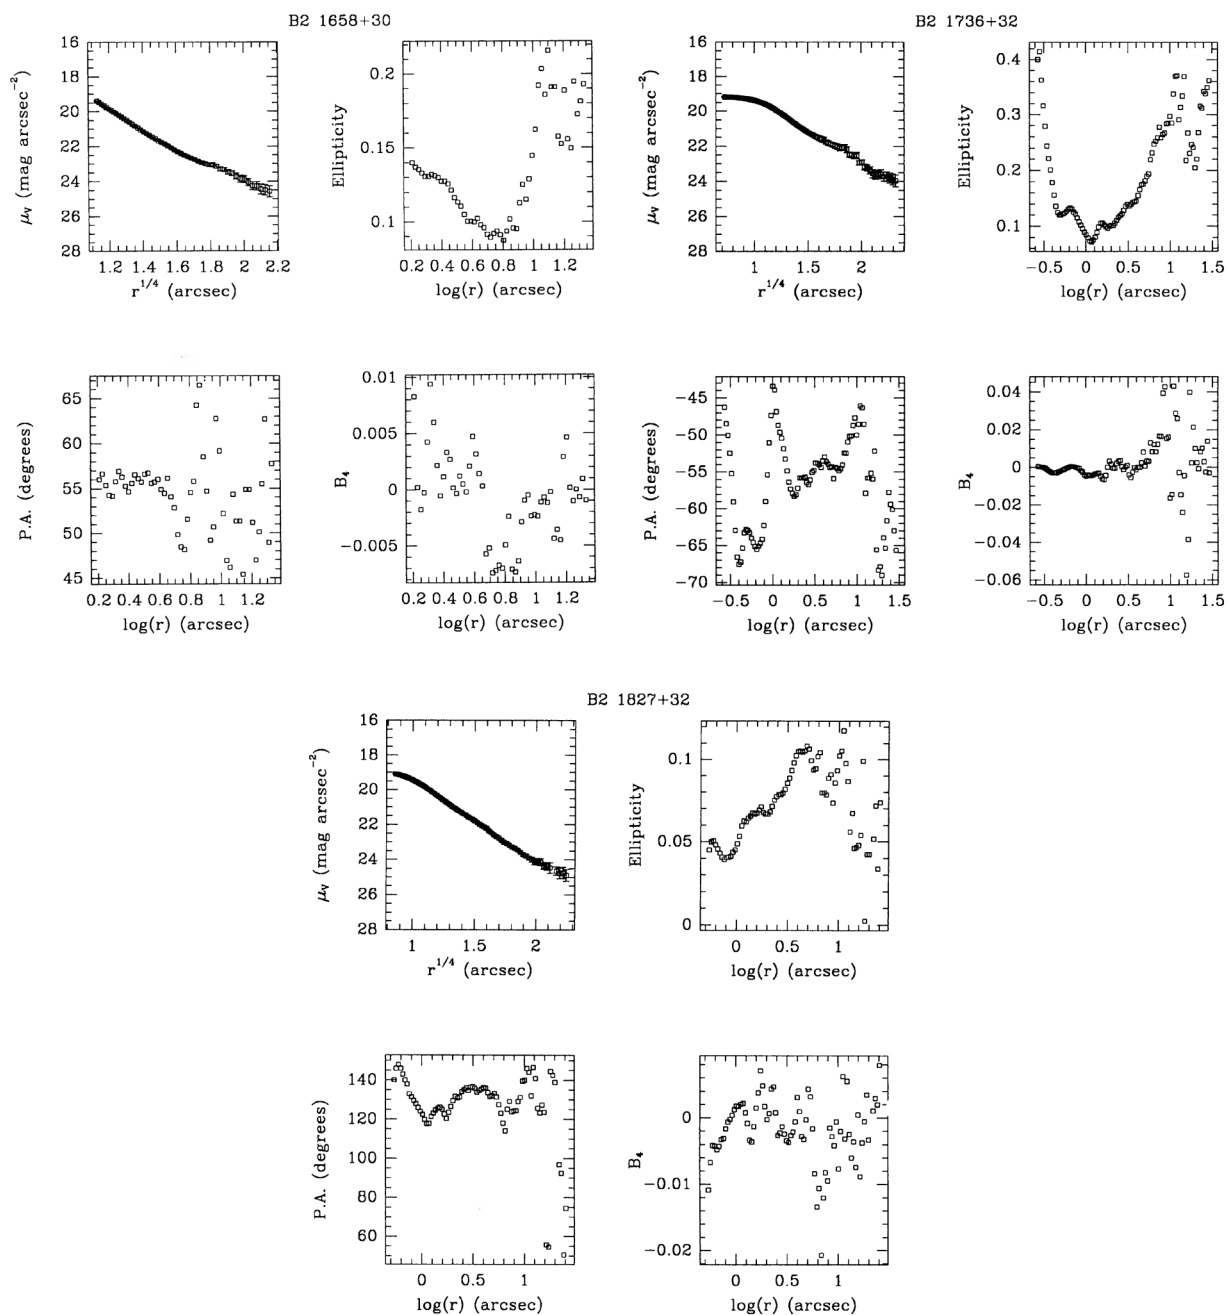 B2 1658+30
B2 1736+32
16
18
20
22
24
26
28
μV (mag arcsec−2)
1.2 1.4 1.6 1.8 2 2.2
r1/4 (arcsec)
0.2
0.15
0.1
Ellipticity
0.2 0.4 0.6 0.8 1 1.2
log(r) (arcsec)
16
18
20
22
24
26
28
μV (mag arcsec−2)
1 1.5 2
r1/4 (arcsec)
0.4
0.3
0.2
0.1
Ellipticity
−0.5 0 0.5 1 1.5
log(r) (arcsec)
65
60
55
50
45
P.A. (degrees)
0.2 0.4 0.6 0.8 1 1.2
log(r) (arcsec)
0.01
0.005
0
−0.005
B4
0.2 0.4 0.6 0.8 1 1.2
log(r) (arcsec)
−45
−50
−55
−60
−65
−70
P.A. (degrees)
−0.5 0 0.5 1 1.5
log(r) (arcsec)
0.04
0.02
0
−0.02
−0.04
−0.06
B4
−0.5 0 0.5 1 1.5
log(r) (arcsec)
B2 1827+32
16
18
20
22
24
26
28
μV (mag arcsec−2)
1 1.5 2
r1/4 (arcsec)
0.1
0.05
0
Ellipticity
0 0.5 1
log(r) (arcsec)
140
120
100
80
60
P.A. (degrees)
0 0.5 1
log(r) (arcsec)
0
−0.01
−0.02
B4
0 0.5 1
log(r) (arcsec)